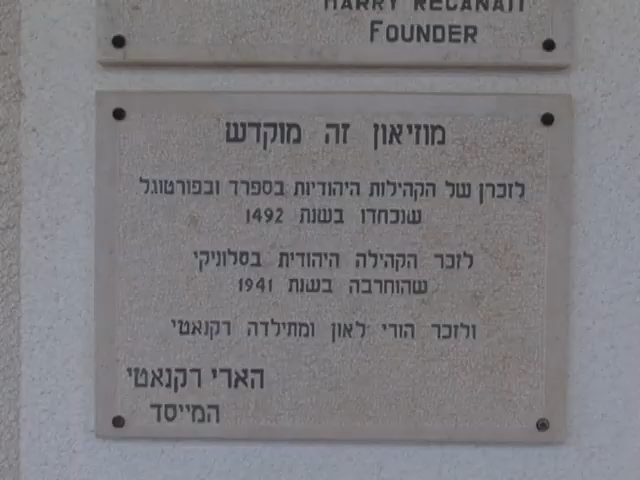 HARRY RECANATI
FOUNDER
מוזיאון זה מוקדש
לזכרן של הקהילות היהודיות בספרד ובפורטוגל
שנכחדו בשנת 1492
לזכר הקהילה היהודית בסלוניקי
שהוחרבה בשנת 1941
ולזכר הורי לאון ומתילדה רקנאטי
הארי רקנאטי
המייסד